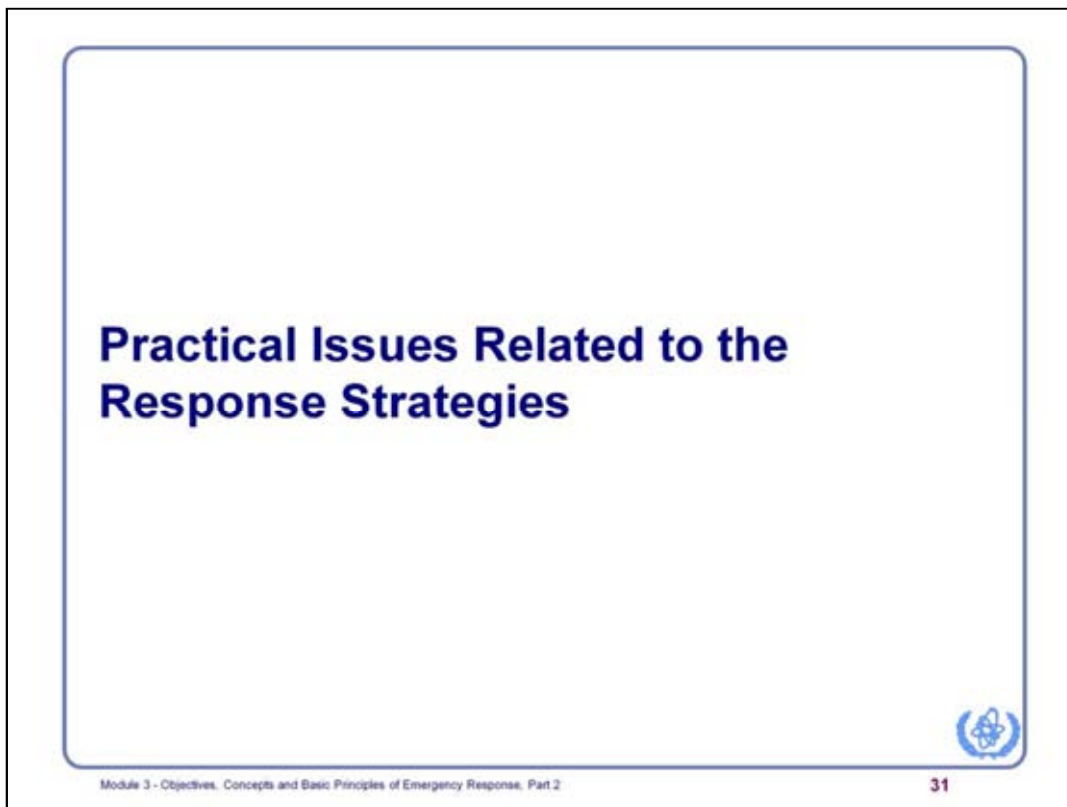 Practical Issues Related to the
Response Strategies
Module 3 - Objectives, Concepts and Basic Principles of Emergency Response, Part 2
31